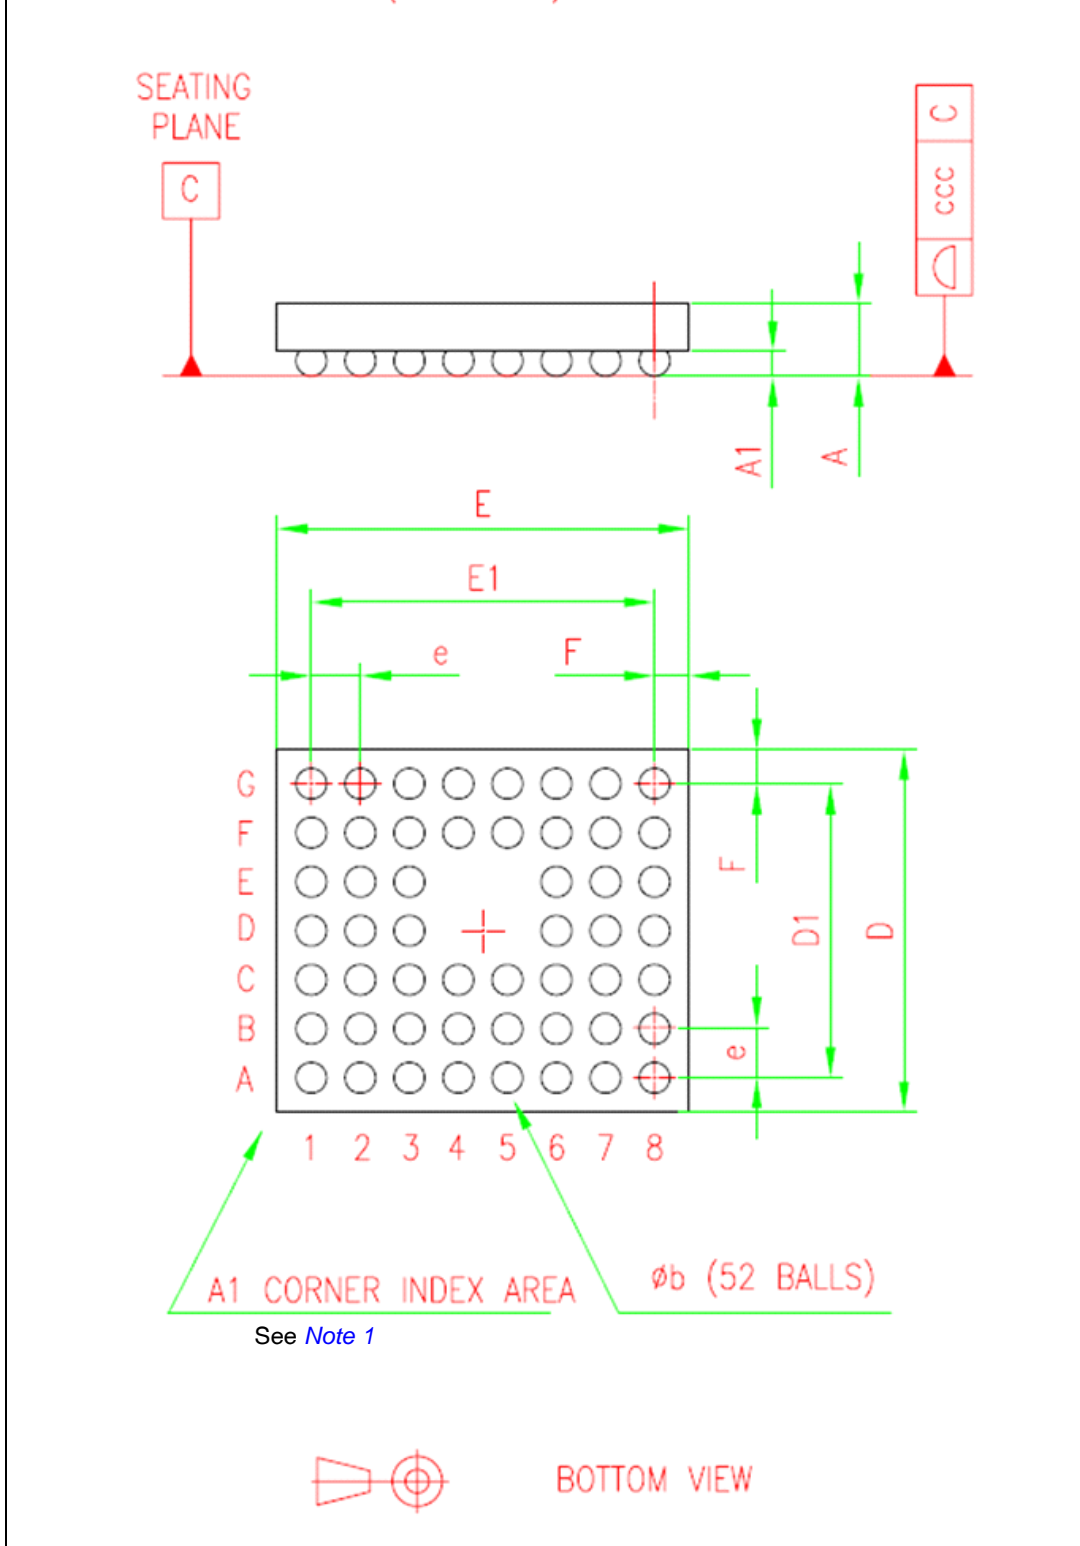 SEATING
PLANE
C
C
ccc
A1
A
E
E1
e
F
G
F
E
D
C
B
A
F
D1
D
e
1 2 3 4 5 6 7 8
A1 CORNER INDEX AREA
øb (52 BALLS)
See Note 1
BOTTOM VIEW